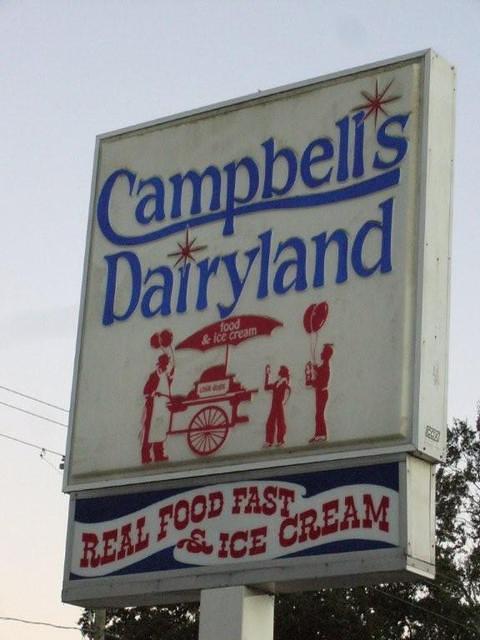 Campbell's
Dairyland
food
& ice cream
REAL FOOD FAST
& ICE CREAM